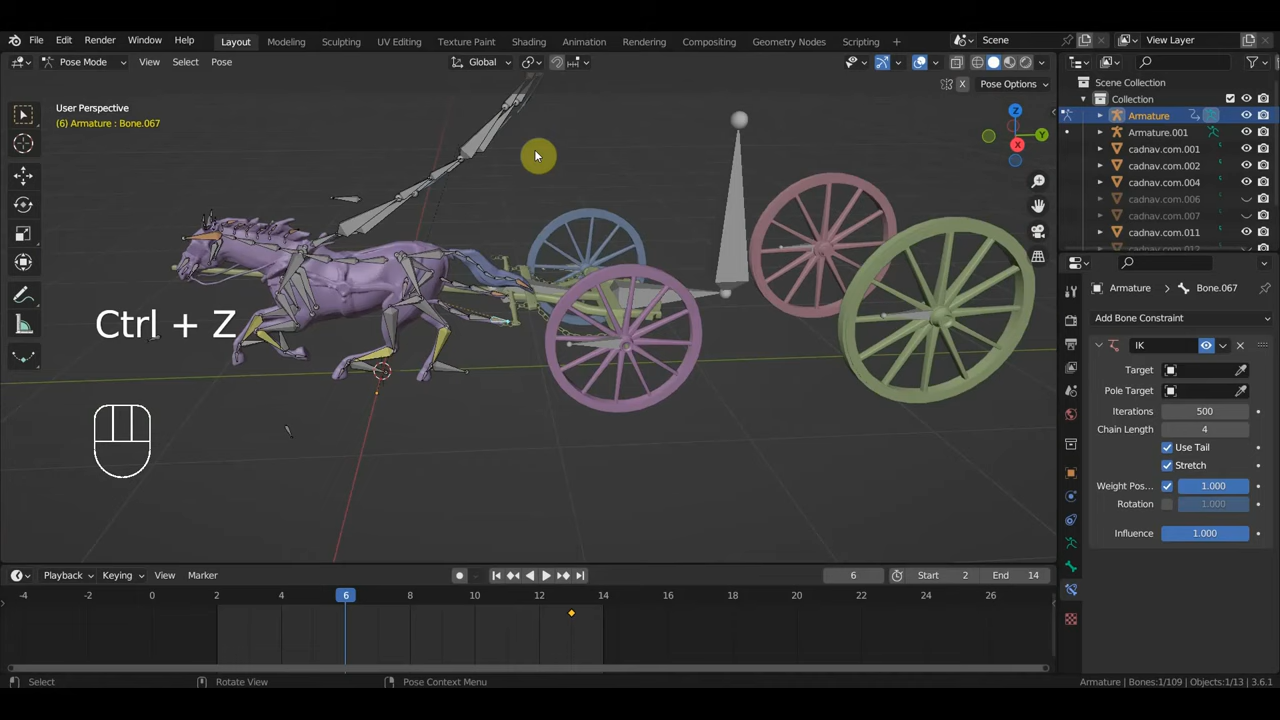 File Edit Render Window Help Layout Modeling Sculpting UV Editing Texture Paint Shading Animation Rendering Compositing Geometry Nodes Scripting + Scene View Layer
Pose Mode View Select Pose Global
Pose Options
X
User Perspective
(6) Armature : Bone.067
Z
Y
X
Ctrl + Z
Scene Collection
Collection
Armature
Armature.001
cadnav.com.001
cadnav.com.002
cadnav.com.004
cadnav.com.006
cadnav.com.007
cadnav.com.011
Armature > Bone.067
Add Bone Constraint
IK
Target
Pole Target
Iterations 500
Chain Length 4
Use Tail
Stretch
Weight Pos... 1.000
Rotation 1.000
Influence 1.000
Playback Keying View Marker 6 Start 2 End 14
-4 -2 0 2 4 6 8 10 12 14 16 18 20 22 24 26
Select Rotate View Pose Context Menu Armature | Bones:1/109 | Objects:1/13 | 3.6.1